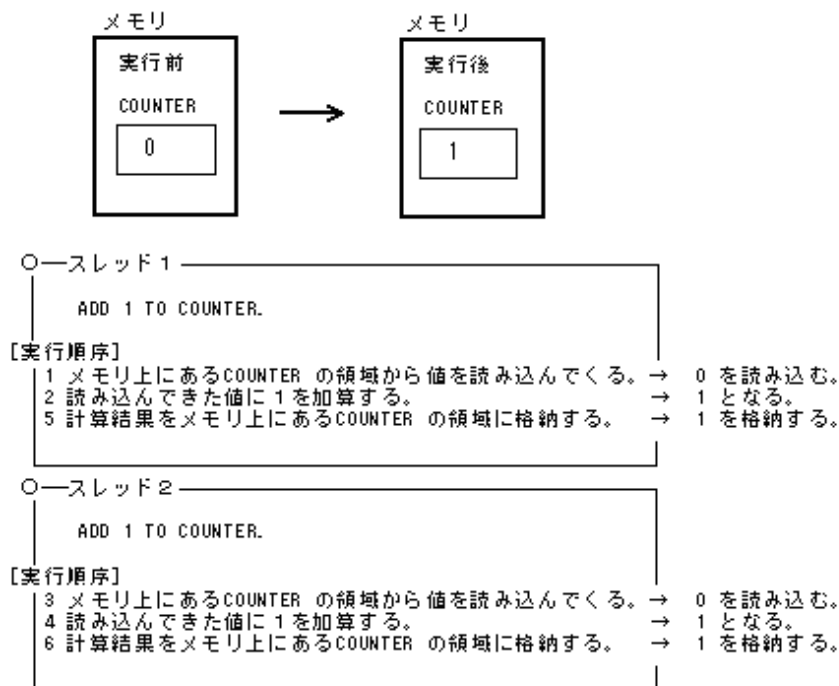 メモリ
実行前
COUNTER
0
メモリ
実行後
COUNTER
1
スレッド1
ADD 1 TO COUNTER.
[実行順序]
1 メモリ上にあるCOUNTER の領域から値を読み込んでくる。→ 0 を読み込む。
2 読み込んできた値に1を加算する。 → 1 となる。
5 計算結果をメモリ上にあるCOUNTER の領域に格納する。 → 1 を格納する。
スレッド2
ADD 1 TO COUNTER.
[実行順序]
3 メモリ上にあるCOUNTER の領域から値を読み込んでくる。→ 0 を読み込む。
4 読み込んできた値に1を加算する。 → 1 となる。
6 計算結果をメモリ上にあるCOUNTER の領域に格納する。 → 1 を格納する。